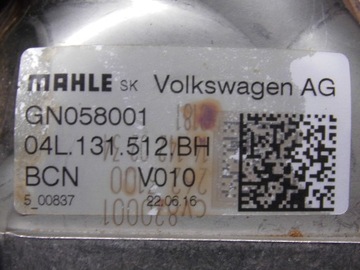 MAHLE SK Volkswagen AG
GN058001
04L.131.512.BH
BCN V010
5_00837 22.06.16